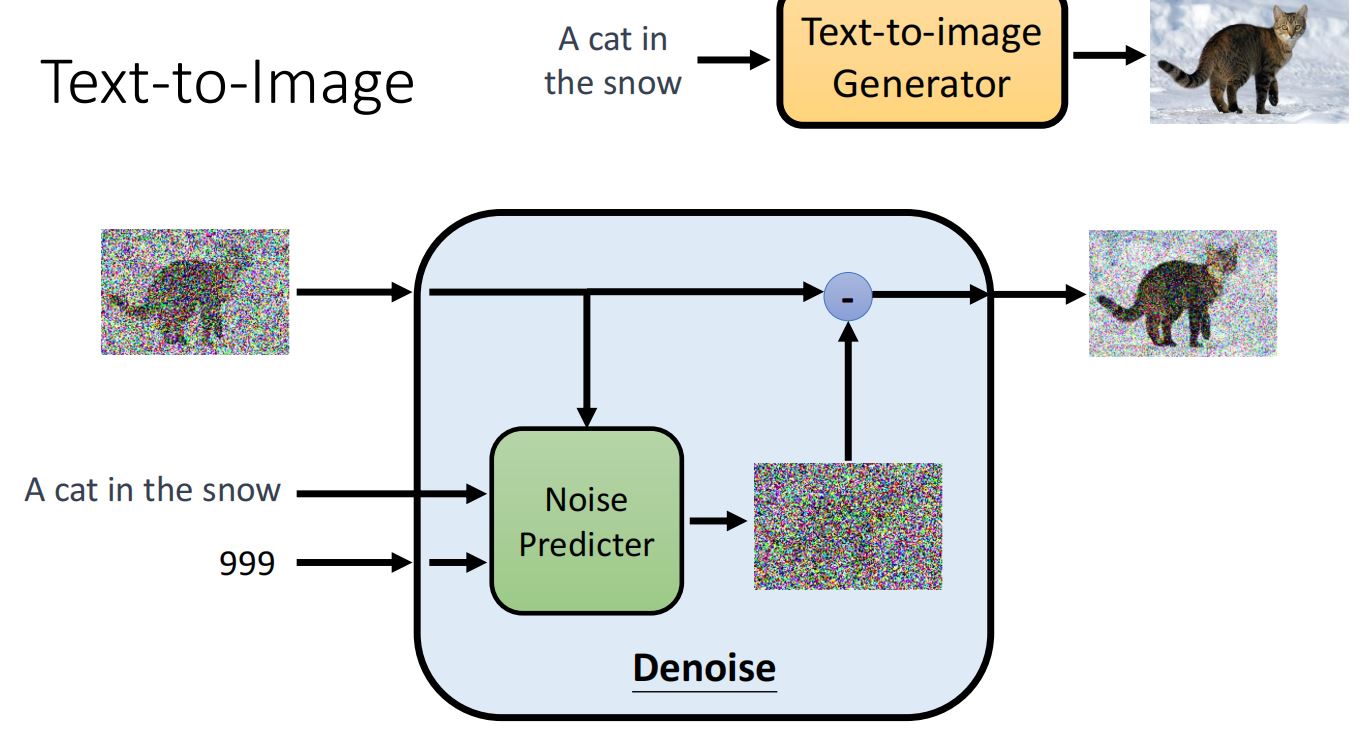 Text-to-Image
A cat in
the snow
Text-to-image
Generator
-
A cat in the snow
999
Noise
Predicter
Denoise